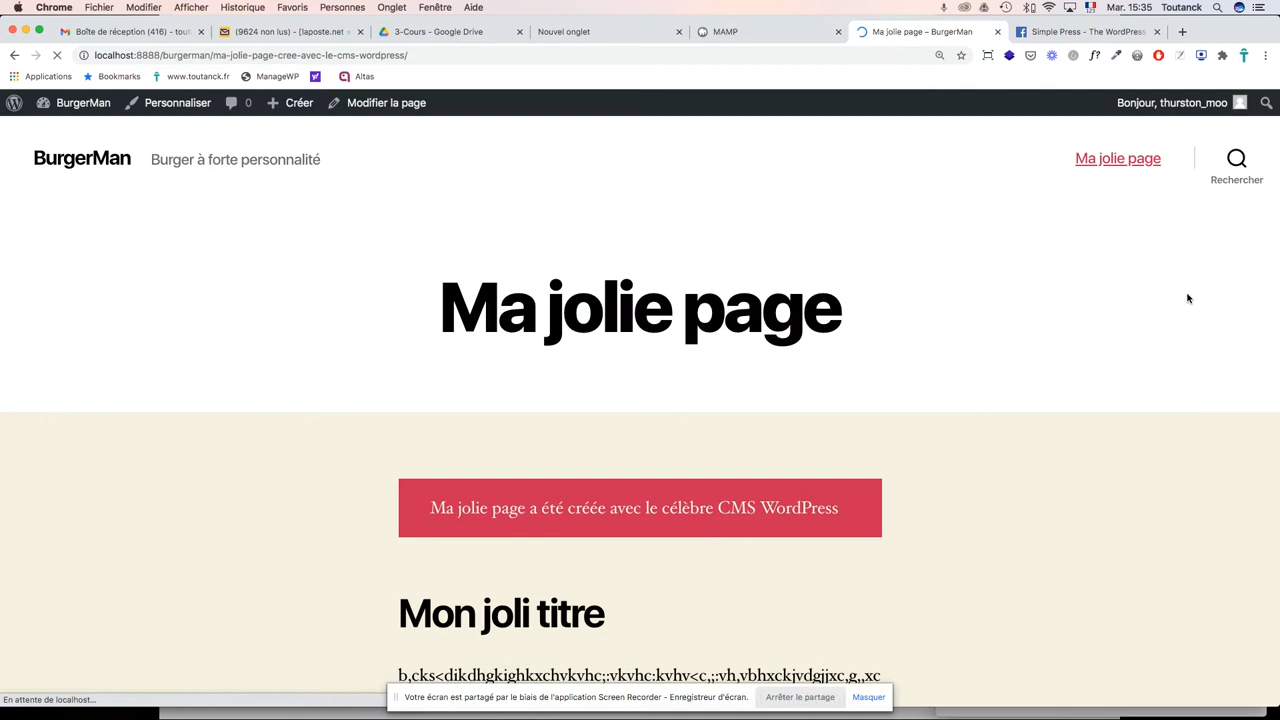 Chrome Fichier Modifier Afficher Historique Favoris Personnes Onglet Fenêtre Aide Mar. 15:35 Toutanck
Boîte de réception (416) - tout (9624 non lus) - [laposte.net 3-Cours - Google Drive Nouvel onglet MAMP Ma jolie page – BurgerMan Simple Press - The WordPress
localhost:8888/burgerman/ma-jolie-page-cree-avec-le-cms-wordpress/
Applications Bookmarks www.toutanck.fr ManageWP Altas
BurgerMan Personnaliser 0 Créer Modifier la page Bonjour, thurston_moo
BurgerMan Burger à forte personnalité Ma jolie page
Rechercher
Ma jolie page
Ma jolie page a été créée avec le célèbre CMS WordPress
Mon joli titre
b,cks<dikdhgkighkxchvkvhc;:vkvhc:kvhv<c,;:vh,vbhxckjvdgjjxc,g,,xc
Votre écran est partagé par le biais de l'application Screen Recorder - Enregistreur d'écran. Arrêter le partage Masquer
En attente de localhost...